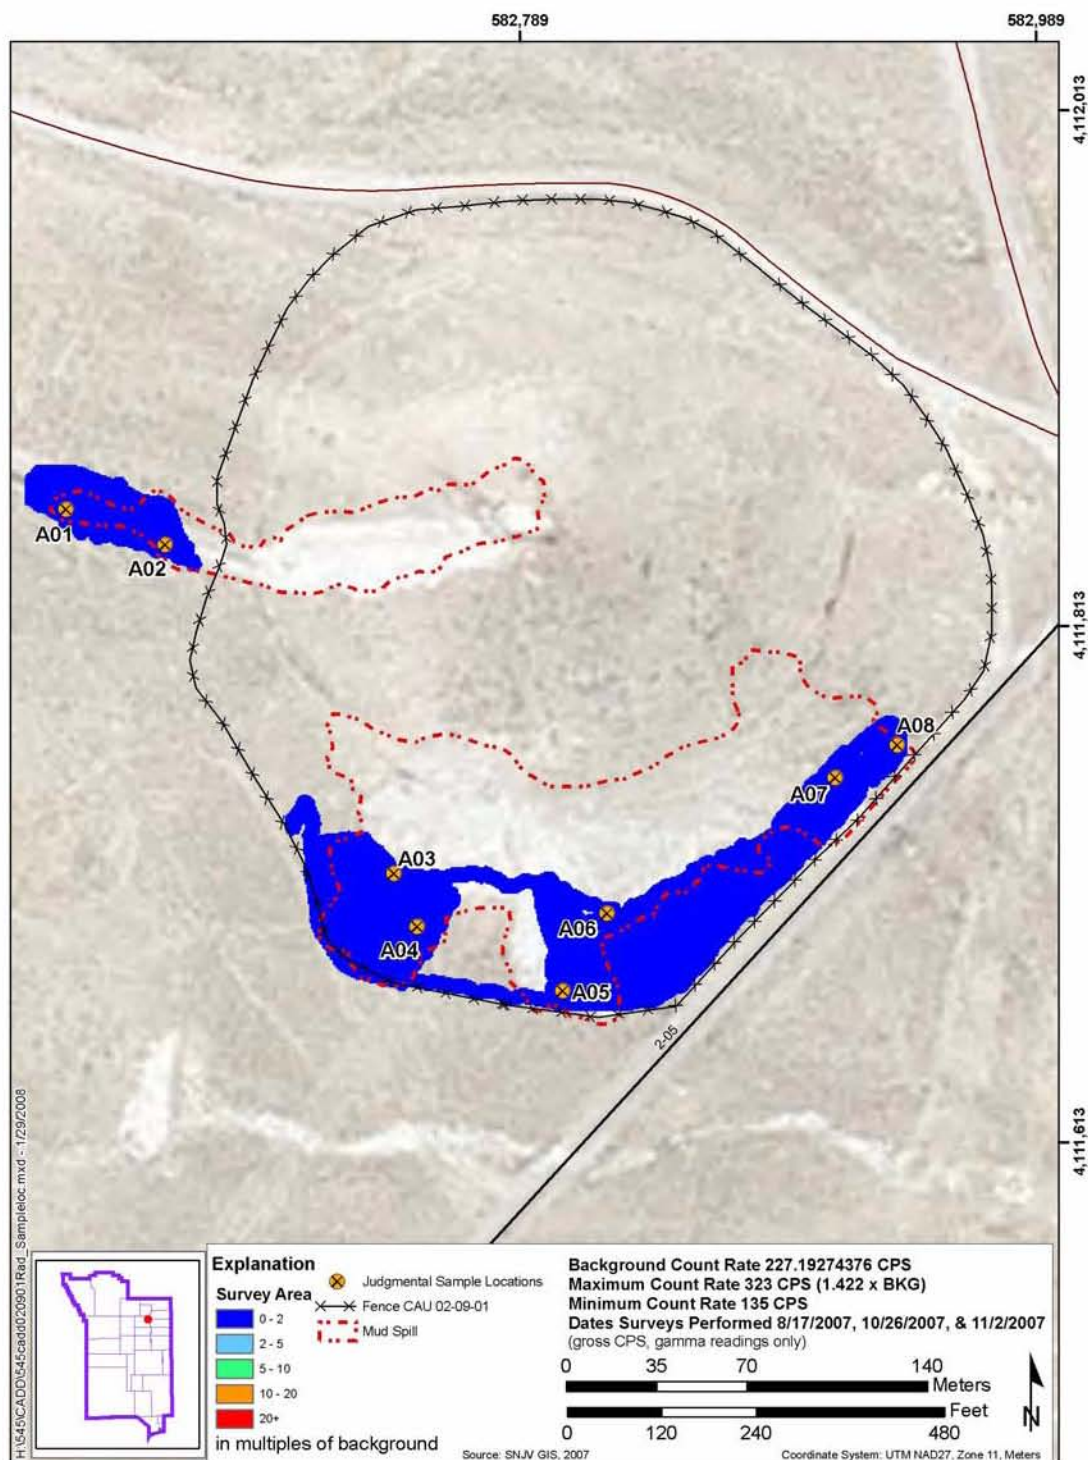 582,789
582,989
4,112,013
4,111,813
4,111,613
A01
A02
A03
A04
A05
A06
A07
A08
2-05
H:\545\CADD\545cadd020901Rad_Sampleloc.mxd - 1/29/2008
Explanation
Survey Area
0 - 2
2 - 5
5 - 10
10 - 20
20+
in multiples of background
Judgmental Sample Locations
Fence CAU 02-09-01
Mud Spill
Background Count Rate 227.19274376 CPS
Maximum Count Rate 323 CPS (1.422 x BKG)
Minimum Count Rate 135 CPS
Dates Surveys Performed 8/17/2007, 10/26/2007, & 11/2/2007
(gross CPS, gamma readings only)
0 35 70 140
Meters
Feet
0 120 240 480
N
Source: SNJV GIS, 2007
Coordinate System: UTM NAD27, Zone 11, Meters